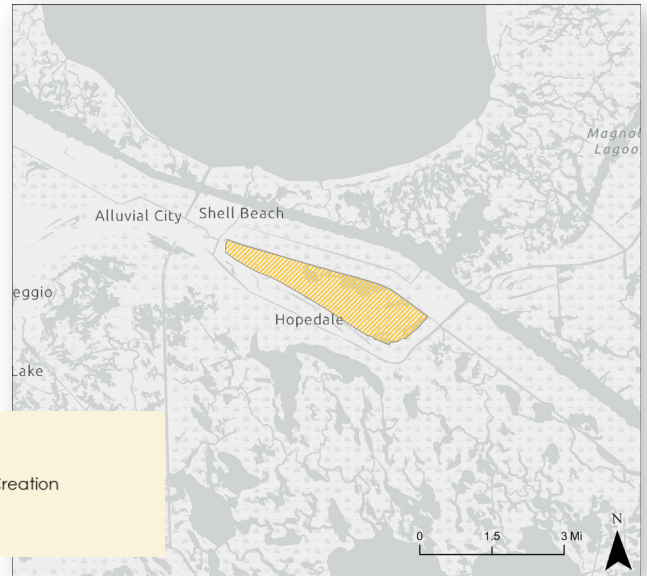 Magnol
Lagoo
Alluvial City
Shell Beach
eggio
Hopedale
Lake
Creation
0 1.5 3 Mi
N